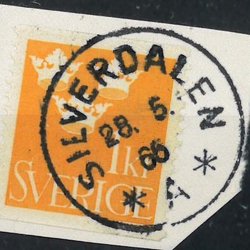 SILVERDALEN
28. 5.
66
* A *
1 kr
SVERIGE